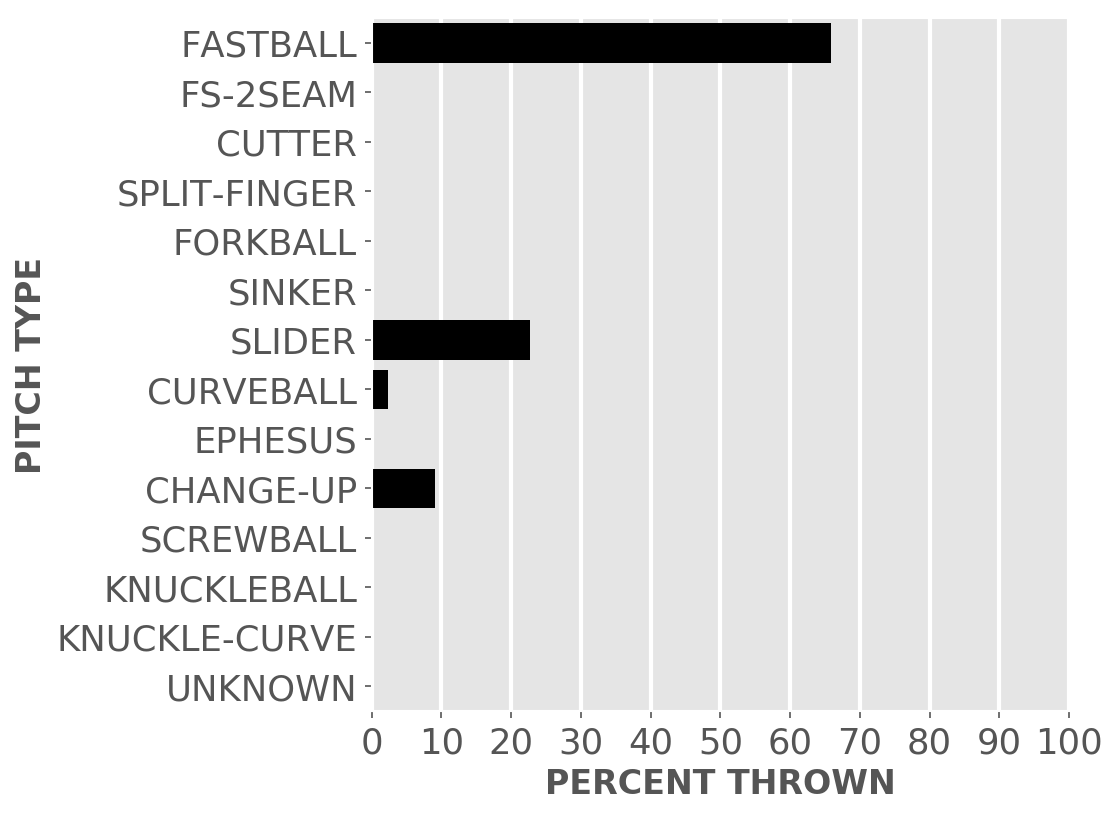 FASTBALL
FS-2SEAM
CUTTER
SPLIT-FINGER
FORKBALL
SINKER
SLIDER
CURVEBALL
EPHESUS
CHANGE-UP
SCREWBALL
KNUCKLEBALL
KNUCKLE-CURVE
UNKNOWN
PITCH TYPE
0 10 20 30 40 50 60 70 80 90 100
PERCENT THROWN